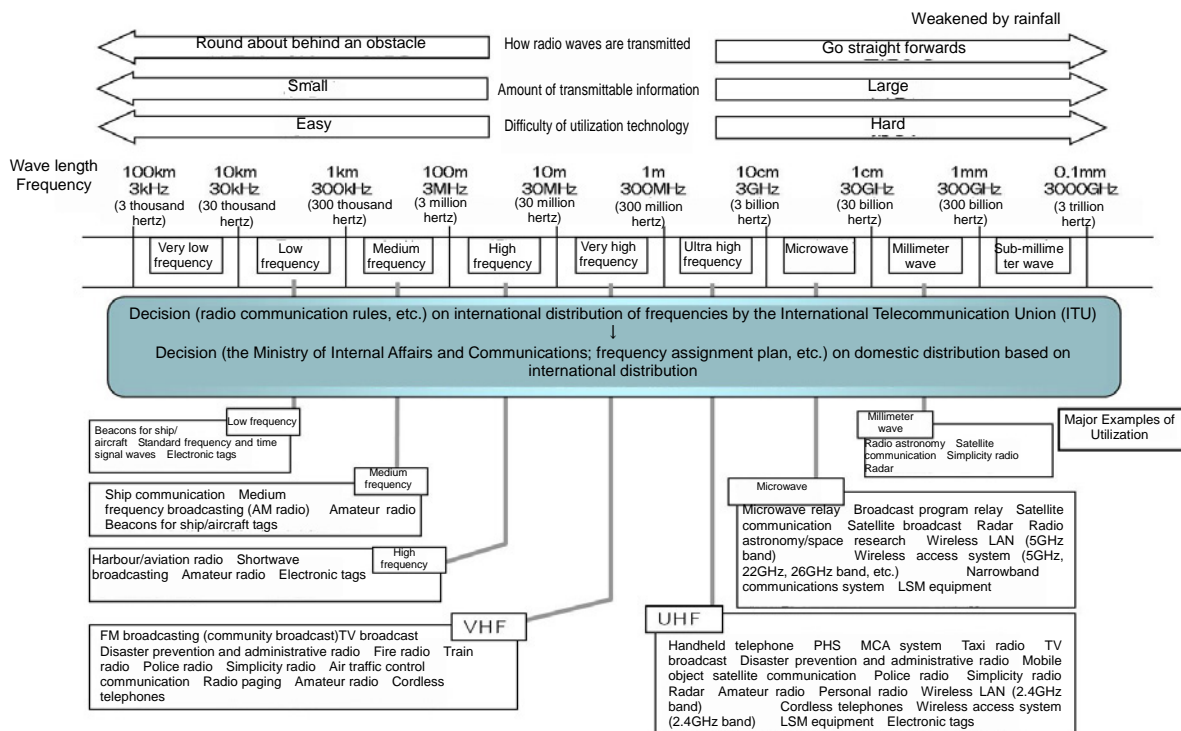 Weakened by rainfall
Round about behind an obstacle
How radio waves are transmitted
Go straight forwards
Small
Amount of transmittable information
Large
Easy
Difficulty of utilization technology
Hard
Wave length
Frequency
100km
3kHz
(3 thousand
hertz)
10km
30kHz
(30 thousand
hertz)
1km
300kHz
(300 thousand
hertz)
100m
3MHz
(3 million
hertz)
10m
30MHz
(30 million
hertz)
1m
300MHz
(300 million
hertz)
10cm
3GHz
(3 billion
hertz)
1cm
30GHz
(30 billion
hertz)
1mm
300GHz
(300 billion
hertz)
0.1mm
3000GHz
(3 trillion
hertz)
Very low
frequency
Low
frequency
Medium
frequency
High
frequency
Very high
frequency
Ultra high
frequency
Microwave
Millimeter
wave
Sub-millime
ter wave
Decision (radio communication rules, etc.) on international distribution of frequencies by the International Telecommunication Union (ITU)
↓
Decision (the Ministry of Internal Affairs and Communications; frequency assignment plan, etc.) on domestic distribution based on
international distribution
Low frequency
Beacons for ship/
aircraft Standard frequency and time
signal waves Electronic tags
Medium
frequency
Ship communication Medium
frequency broadcasting (AM radio) Amateur radio
Beacons for ship/aircraft tags
High
frequency
Harbour/aviation radio Shortwave
broadcasting Amateur radio Electronic tags
VHF
FM broadcasting (community broadcast)TV broadcast
Disaster prevention and administrative radio Fire radio Train
radio Police radio Simplicity radio Air traffic control
communication Radio paging Amateur radio Cordless
telephones
UHF
Handheld telephone PHS MCA system Taxi radio TV
broadcast Disaster prevention and administrative radio Mobile
object satellite communication Police radio Simplicity radio
Radar Amateur radio Personal radio Wireless LAN (2.4GHz
band) Cordless telephones Wireless access system
(2.4GHz band) LSM equipment Electronic tags
Microwave
Microwave relay Broadcast program relay Satellite
communication Satellite broadcast Radar Radio
astronomy/space research Wireless LAN (5GHz
band) Wireless access system (5GHz,
22GHz, 26GHz band, etc.) Narrowband
communications system LSM equipment
Millimeter
wave
Radio astronomy Satellite
communication Simplicity radio
Radar
Major Examples of
Utilization